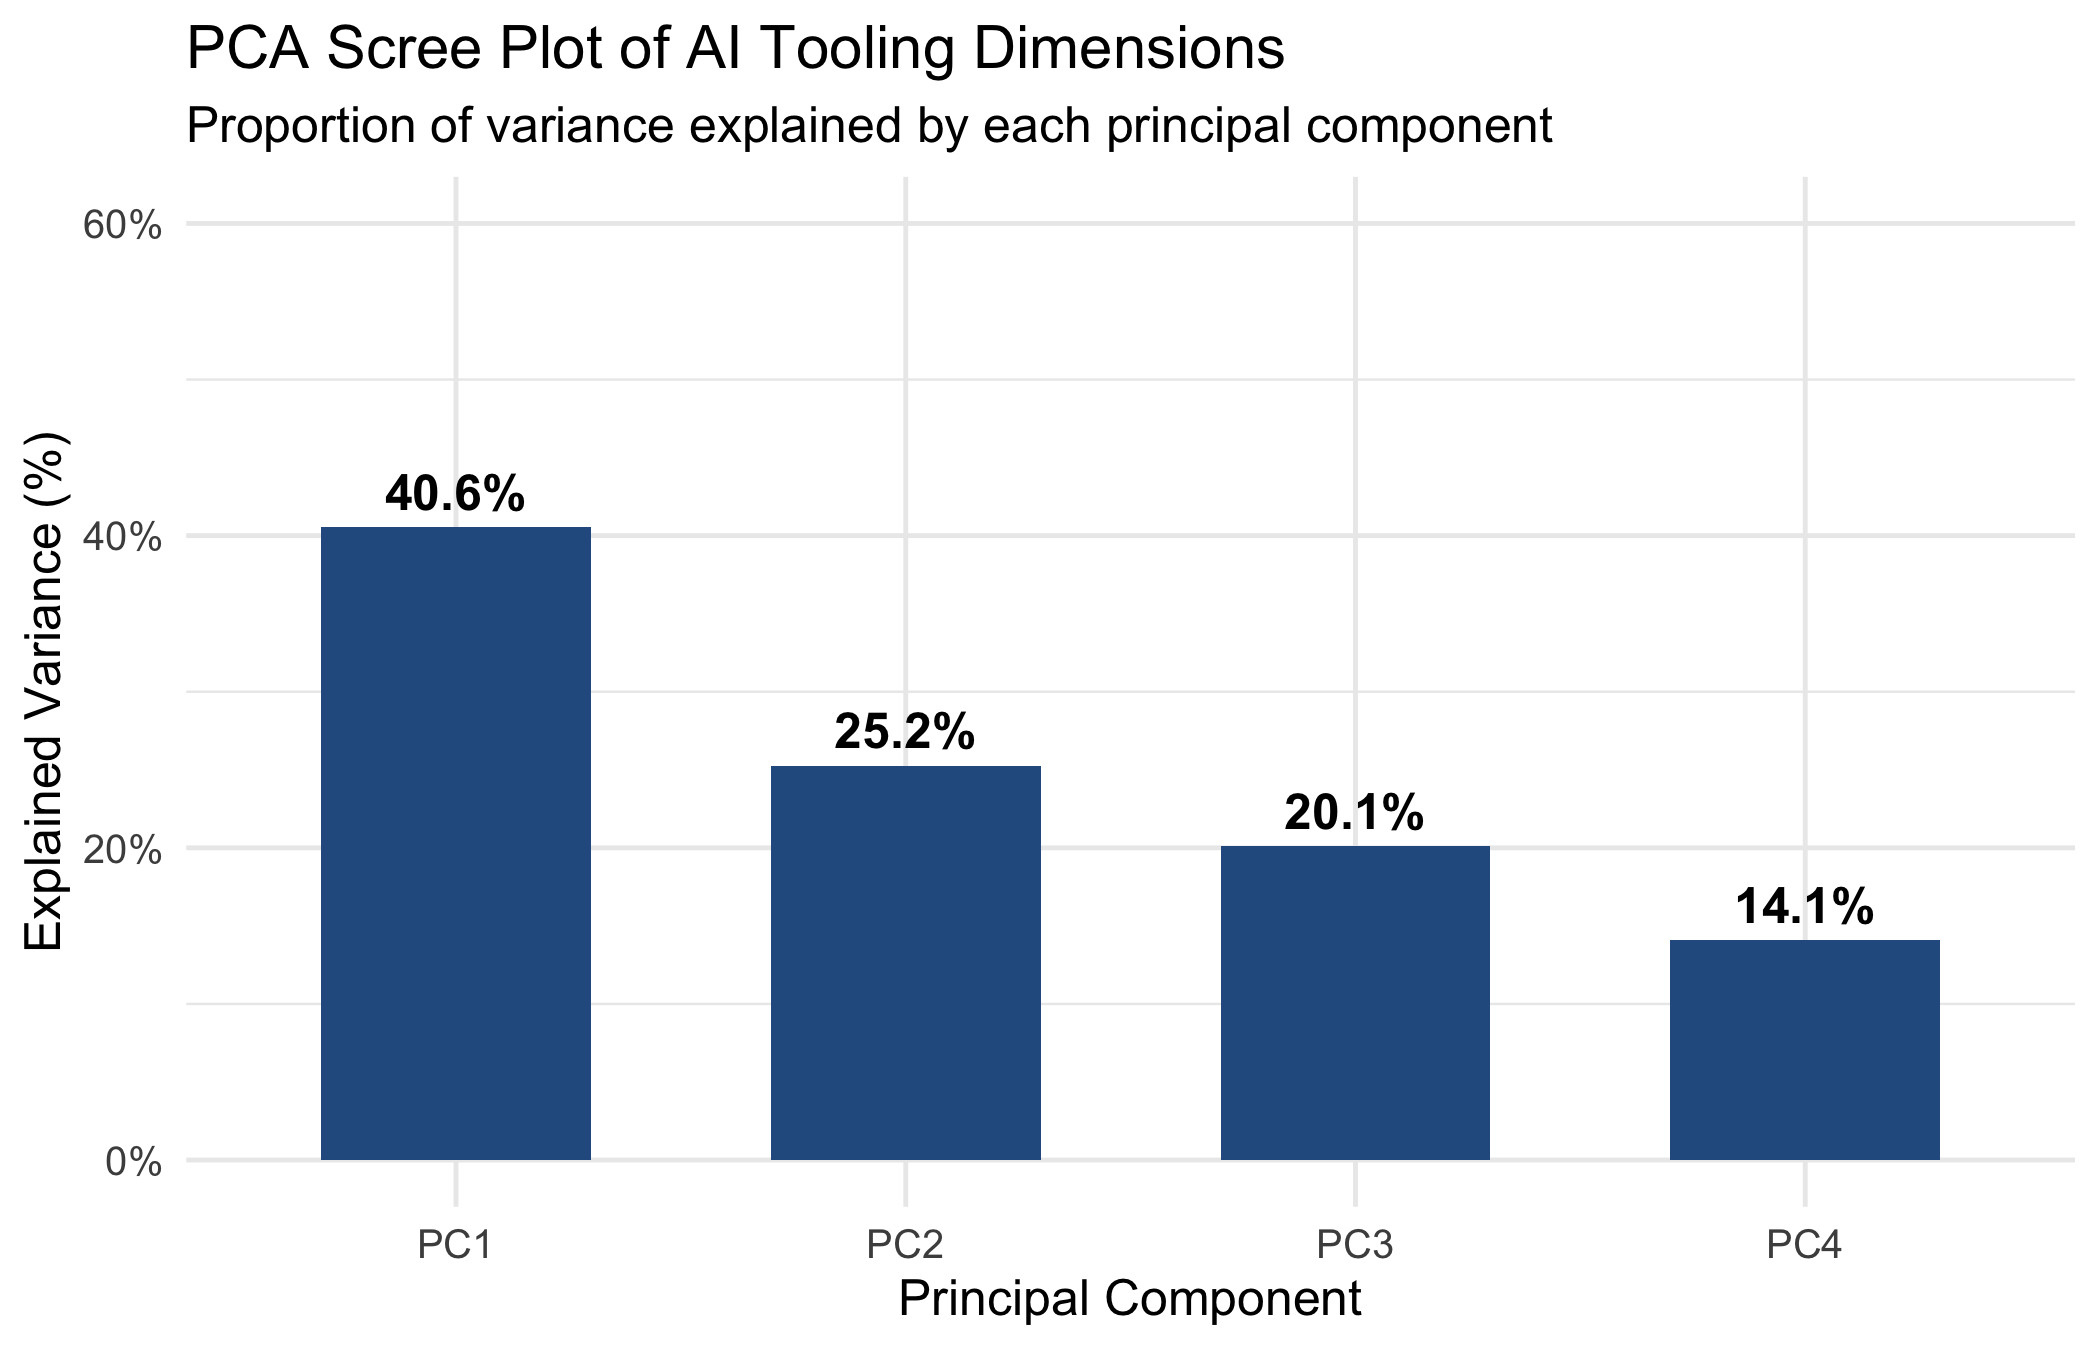 PCA Scree Plot of AI Tooling Dimensions
Proportion of variance explained by each principal component
Explained Variance (%)
60%
40%
20%
0%
40.6%
25.2%
20.1%
14.1%
PC1 PC2 PC3 PC4
Principal Component